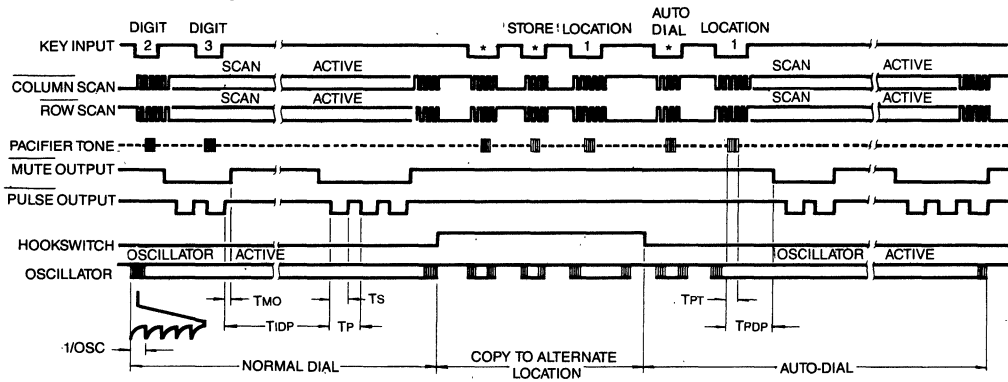 DIGIT DIGIT 'STORE' LOCATION AUTO DIAL LOCATION
KEY INPUT 2 3 * * 1 * 1
SCAN ACTIVE SCAN ACTIVE
COLUMN SCAN
SCAN ACTIVE SCAN ACTIVE
ROW SCAN
PACIFIER TONE
MUTE OUTPUT
PULSE OUTPUT
HOOKSWITCH
OSCILLATOR ACTIVE OSCILLATOR ACTIVE
OSCILLATOR
TMO TS TPT
TIDP TP TPDP
1/OSC
NORMAL DIAL COPY TO ALTERNATE LOCATION AUTO-DIAL